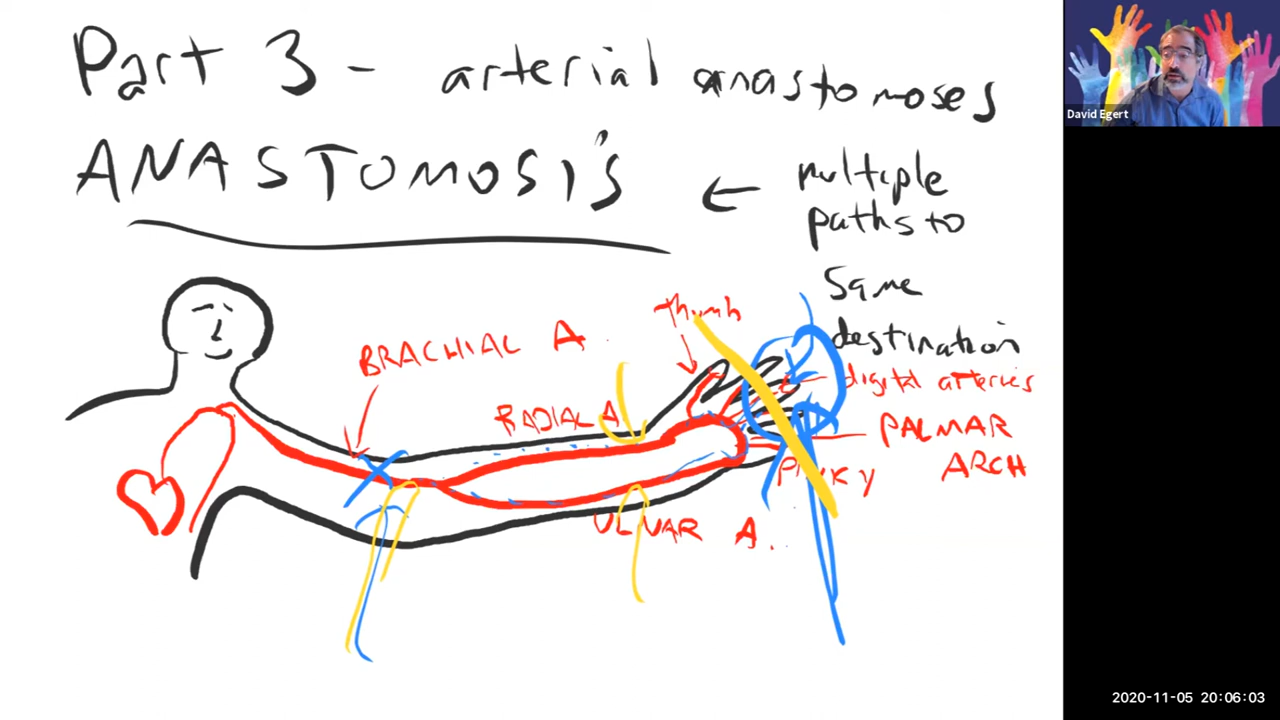 Part 3 - arterial anastomoses
ANASTOMOSIS ← multiple
paths to
same
destination
thumb
BRACHIAL A
digital arteries
RADIAL A
PALMAR
ARCH
PINKY
ULNAR A.
David Egert
2020-11-05 20:06:03